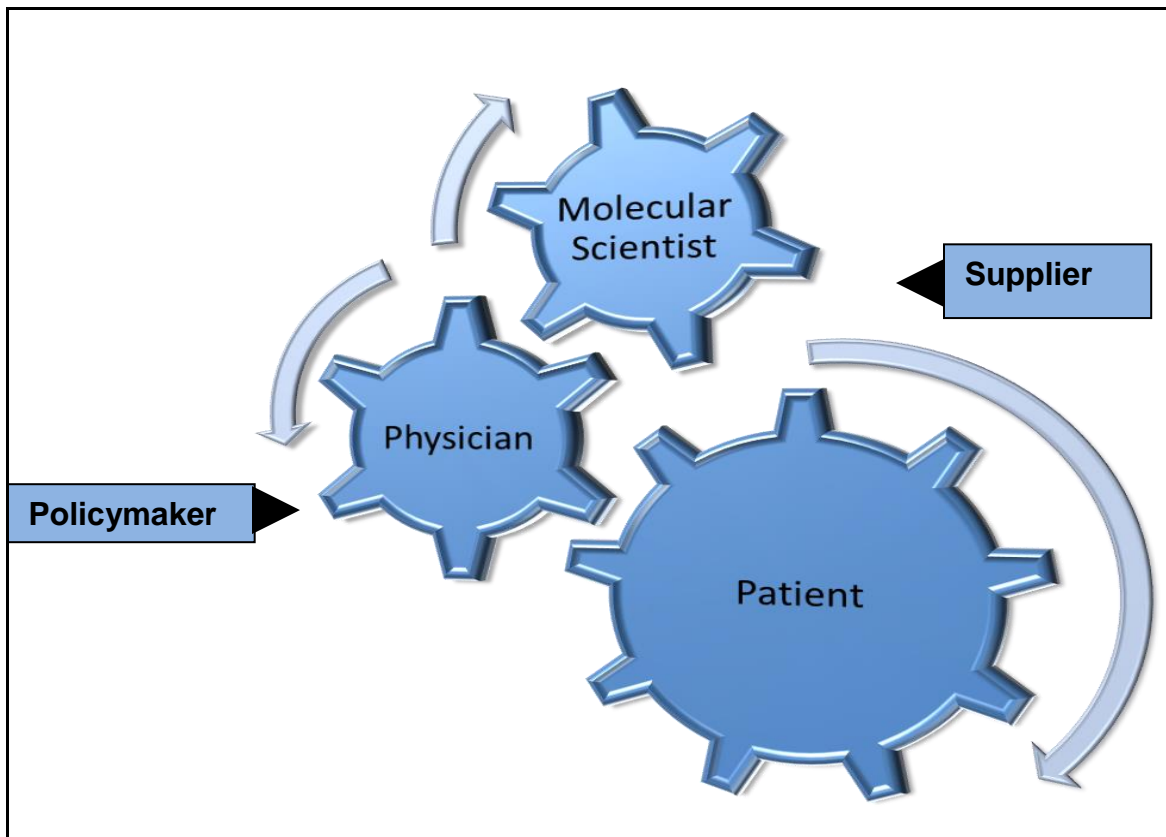 Molecular
Scientist
Supplier
Physician
Policymaker
Patient